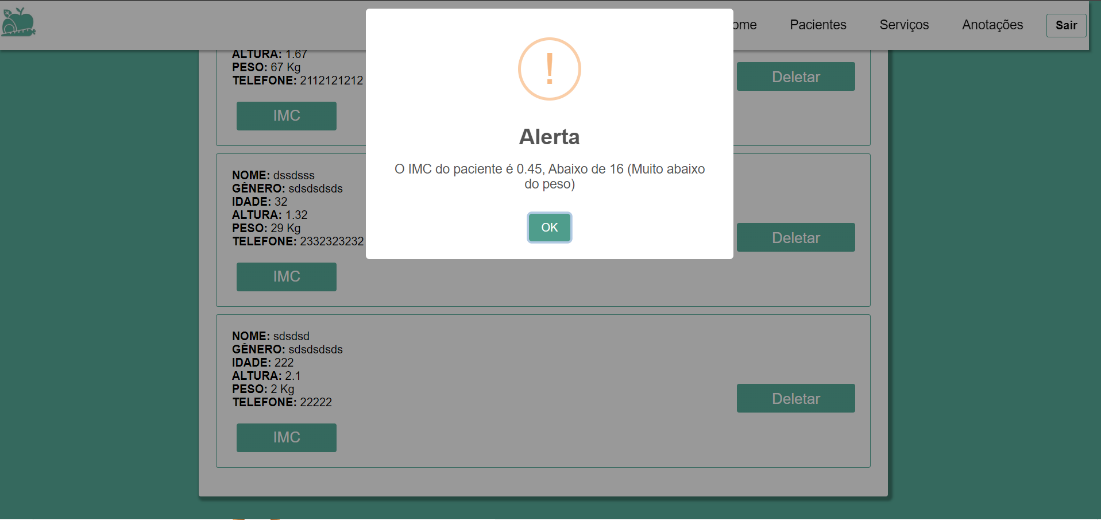 ome Pacientes Serviços Anotações Sair
Alerta
O IMC do paciente é 0.45, Abaixo de 16 (Muito abaixo
do peso)
OK
ALTURA: 1.67
PESO: 67 Kg
TELEFONE: 2112121212
IMC
Deletar
NOME: dssdsss
GÊNERO: sdsdsdsds
IDADE: 32
ALTURA: 1.32
PESO: 29 Kg
TELEFONE: 2332323232
IMC
Deletar
NOME: sdsdsd
GÊNERO: sdsdsdsds
IDADE: 222
ALTURA: 2.1
PESO: 2 Kg
TELEFONE: 22222
IMC
Deletar